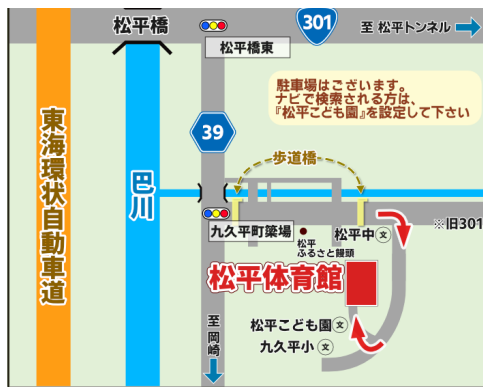 松平橋
301
至 松平トンネル
松平橋東
駐車場はございます。
ナビで検索される方は、
『松平こども園』を設定して下さい
39
東海環状自動車道
巴川
歩道橋
九久平町築場
松平
ふるさと饅頭
松平中 文
※旧301
松平体育館
至 岡崎
松平こども園 文
九久平小 文